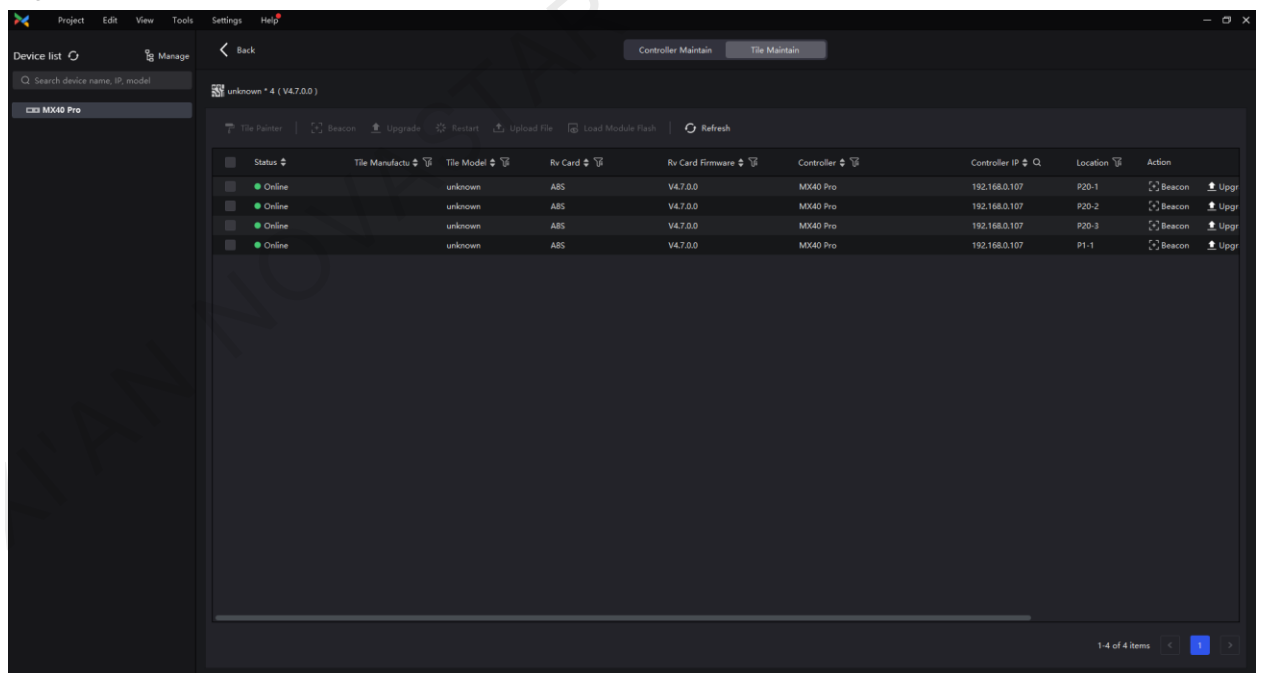 Project Edit View Tools Settings Help
Device list Manage
Back
Controller Maintain Tile Maintain
Search device name, IP, model
unknown * 4 ( V4.7.0.0 )
MX40 Pro
Tile Painter Beacon Upgrade Restart Upload File Load Module Flash Refresh
Status Tile Manufactu Tile Model Rv Card Rv Card Firmware Controller Controller IP Location Action
Online unknown A8S V4.7.0.0 MX40 Pro 192.168.0.107 P20-1 Beacon Upgr
Online unknown A8S V4.7.0.0 MX40 Pro 192.168.0.107 P20-2 Beacon Upgr
Online unknown A8S V4.7.0.0 MX40 Pro 192.168.0.107 P20-3 Beacon Upgr
Online unknown A8S V4.7.0.0 MX40 Pro 192.168.0.107 P1-1 Beacon Upgr
1-4 of 4 items < 1 >
XI'AN NOVASTAR